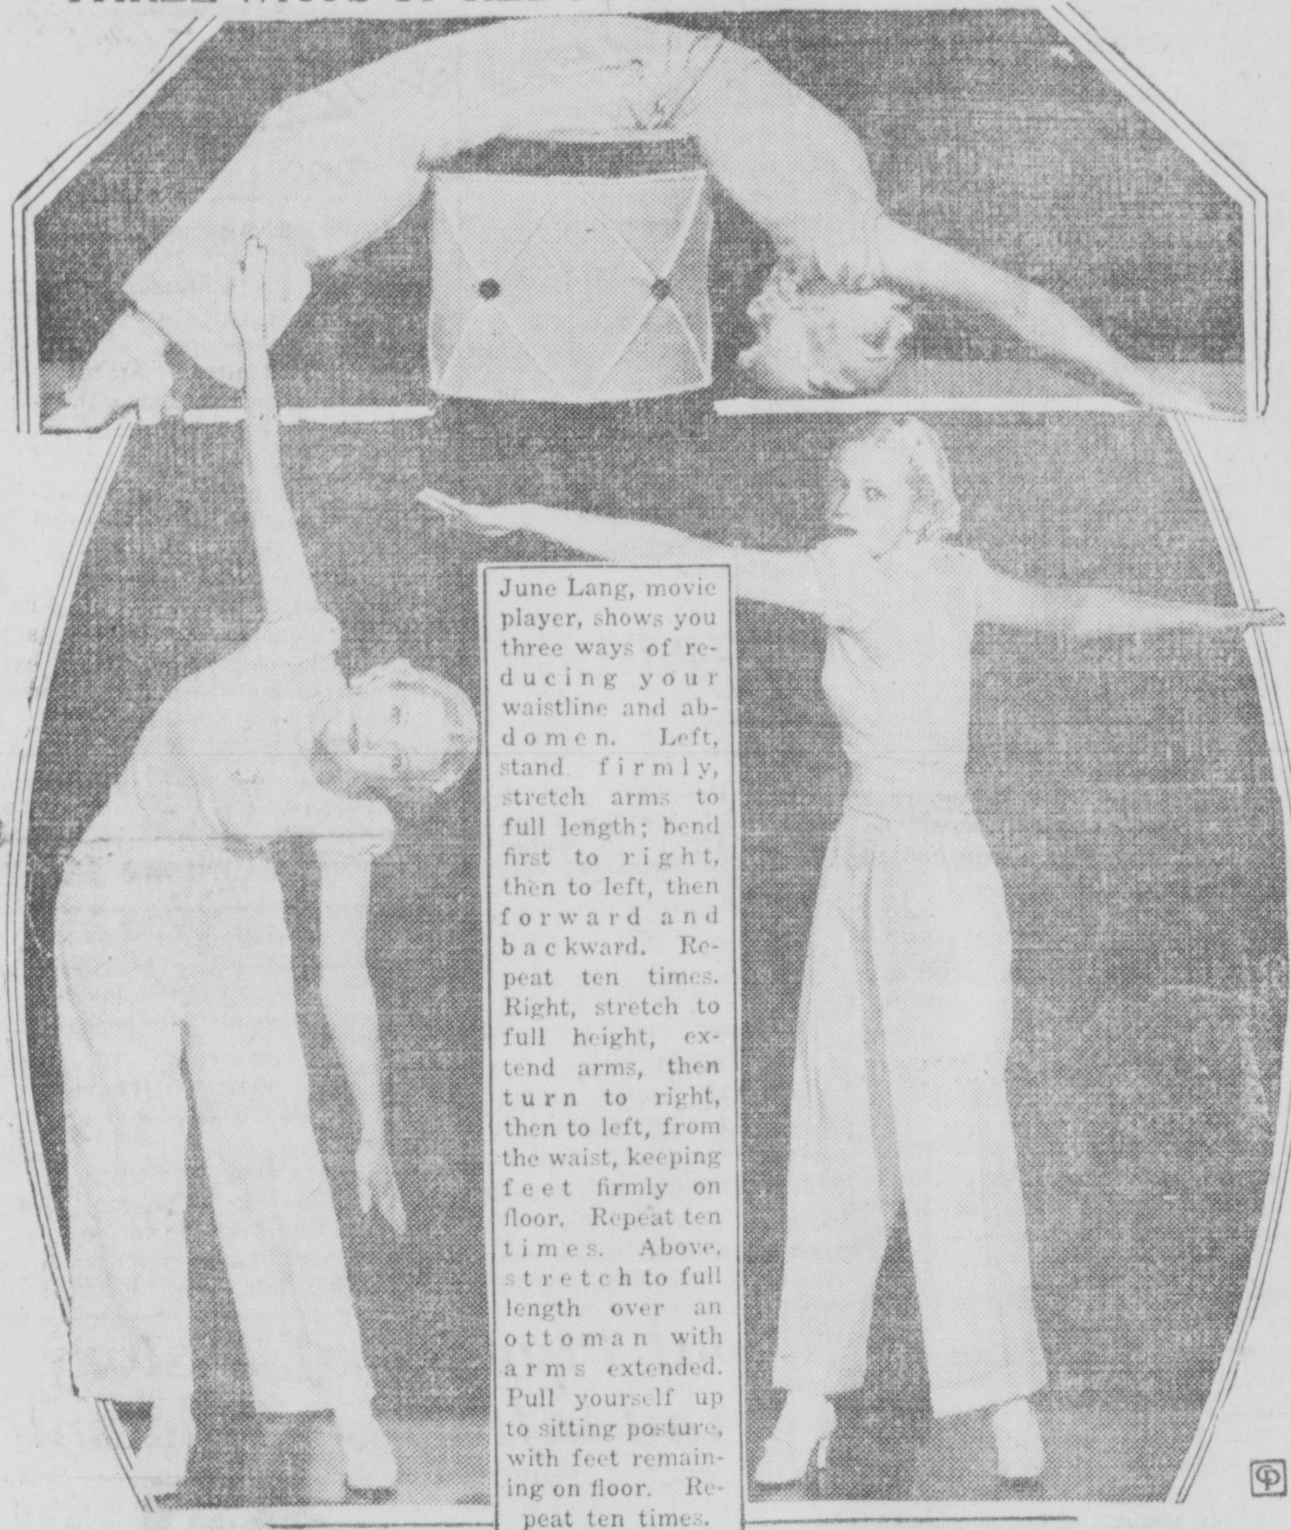 June Lang, movie
player, shows you
three ways of re-
ducing your
waistline and ab-
domen. Left,
stand firmly,
stretch arms to
full length; bend
first to right,
then to left, then
forward and
backward. Re-
peat ten times.
Right, stretch to
full height, ex-
tend arms, then
turn to right,
then to left, from
the waist, keeping
feet firmly on
floor. Repeat ten
times. Above,
stretch to full
length over an
ottoman with
arms extended.
Pull yourself up
to sitting posture,
with feet remain-
ing on floor. Re-
peat ten times.